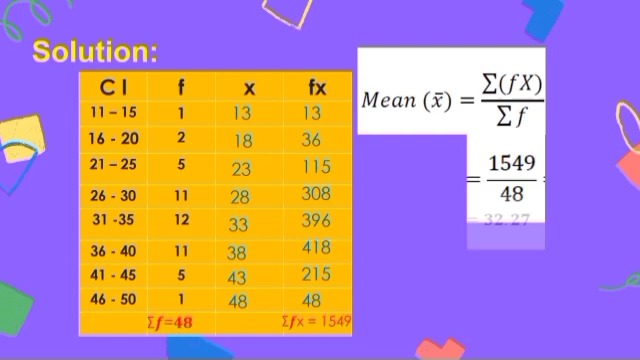 Solution:
C I f x fx
11 – 15 1 13 13
16 - 20 2 18 36
21 – 25 5 23 115
26 - 30 11 28 308
31 -35 12 33 396
36 - 40 11 38 418
41 - 45 5 43 215
46 - 50 1 48 48
Σf=48 Σfx = 1549
Mean (x̄) = Σ(fX) / Σf
= 1549 / 48 =
= 32.27